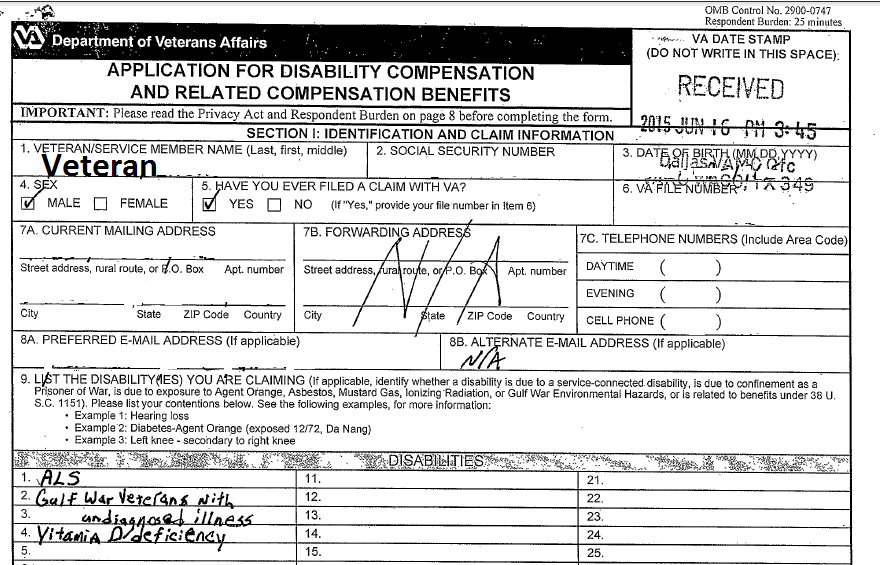 OMB Control No. 2900-0747
Respondent Burden: 25 minutes
VA Department of Veterans Affairs
VA DATE STAMP
(DO NOT WRITE IN THIS SPACE)
APPLICATION FOR DISABILITY COMPENSATION
AND RELATED COMPENSATION BENEFITS
RECEIVED
IMPORTANT: Please read the Privacy Act and Respondent Burden on page 8 before completing the form.
2015 JUN 16 PM 3:45
SECTION I: IDENTIFICATION AND CLAIM INFORMATION
1. VETERAN/SERVICE MEMBER NAME (Last, first, middle)
Veteran
2. SOCIAL SECURITY NUMBER
3. DATE OF BIRTH (MM,DD,YYYY)
Dallas VAMC
TX 349
4. SEX
MALE FEMALE
5. HAVE YOU EVER FILED A CLAIM WITH VA?
YES NO (If "Yes," provide your file number in Item 6)
6. VA FILE NUMBER
7A. CURRENT MAILING ADDRESS
Street address, rural route, or P.O. Box Apt. number
City State ZIP Code Country
7B. FORWARDING ADDRESS
N/A
Street address, rural route, or P.O. Box Apt. number
City State ZIP Code Country
7C. TELEPHONE NUMBERS (Include Area Code)
DAYTIME ( )
EVENING ( )
CELL PHONE ( )
8A. PREFERRED E-MAIL ADDRESS (If applicable)
8B. ALTERNATE E-MAIL ADDRESS (If applicable)
N/A
9. LIST THE DISABILITY(IES) YOU ARE CLAIMING (If applicable, identify whether a disability is due to a service-connected disability, is due to confinement as a
Prisoner of War, is due to exposure to Agent Orange, Asbestos, Mustard Gas, Ionizing Radiation, or Gulf War Environmental Hazards, or is related to benefits under 38 U.
S.C. 1151). Please list your contentions below. See the following examples, for more information:
• Example 1: Hearing loss
• Example 2: Diabetes-Agent Orange (exposed 12/72, Da Nang)
• Example 3: Left knee - secondary to right knee
DISABILITIES
1. ALS 11. 21.
2. Gulf War Veterans with 12. 22.
3. undiagnosed illness 13. 23.
4. Vitamin D deficiency 14. 24.
5. 15. 25.